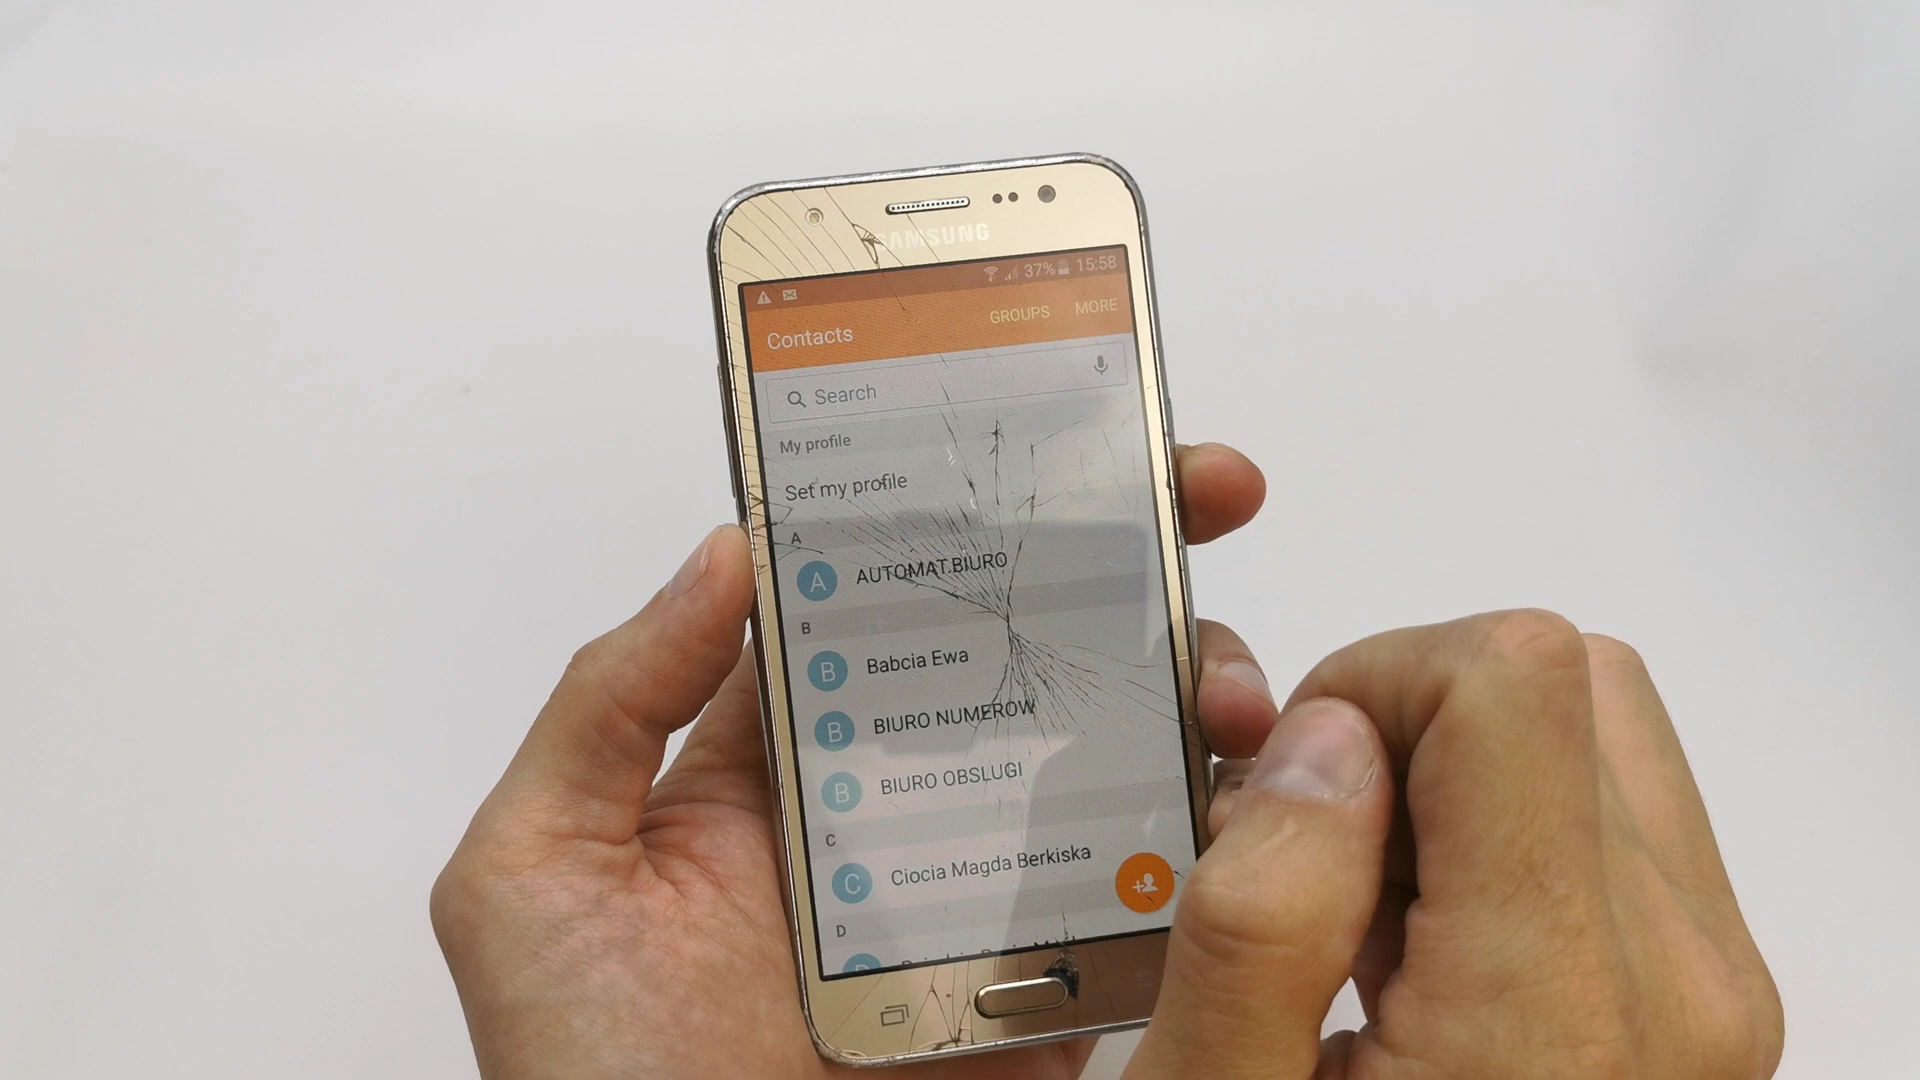 SAMSUNG
37% 15:58
Contacts GROUPS MORE
Search
My profile
Set my profile
A
A AUTOMAT.BIURO
B
B Babcia Ewa
B BIURO NUMEROW
B BIURO OBSLUGI
C
C Ciocia Magda Berkiska
D